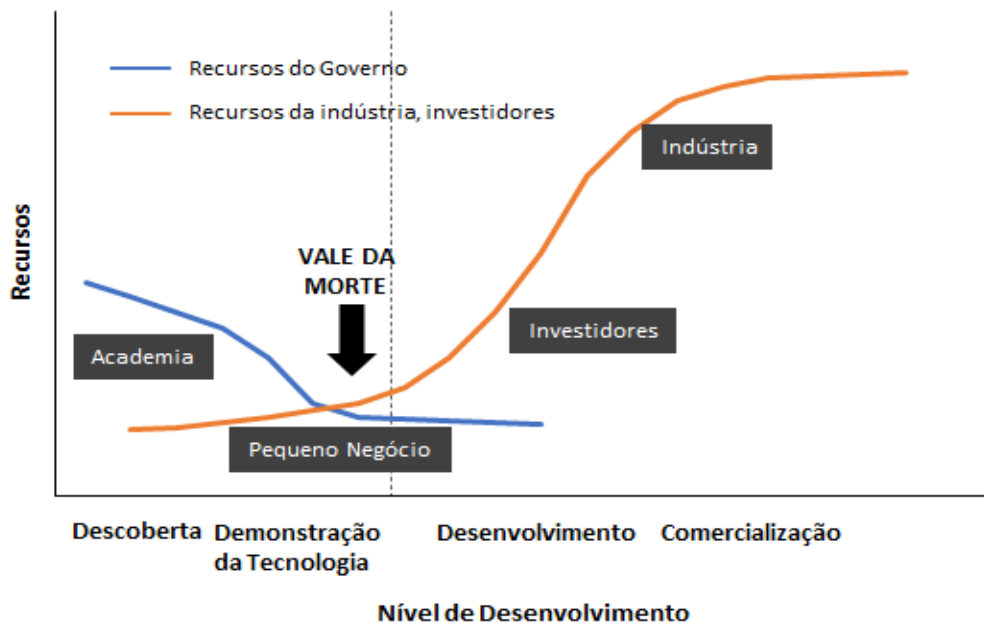 Recursos do Governo
Recursos da indústria, investidores
Indústria
Recursos
VALE DA
MORTE
Investidores
Academia
Pequeno Negócio
Descoberta
Demonstração
da Tecnologia
Desenvolvimento
Comercialização
Nível de Desenvolvimento